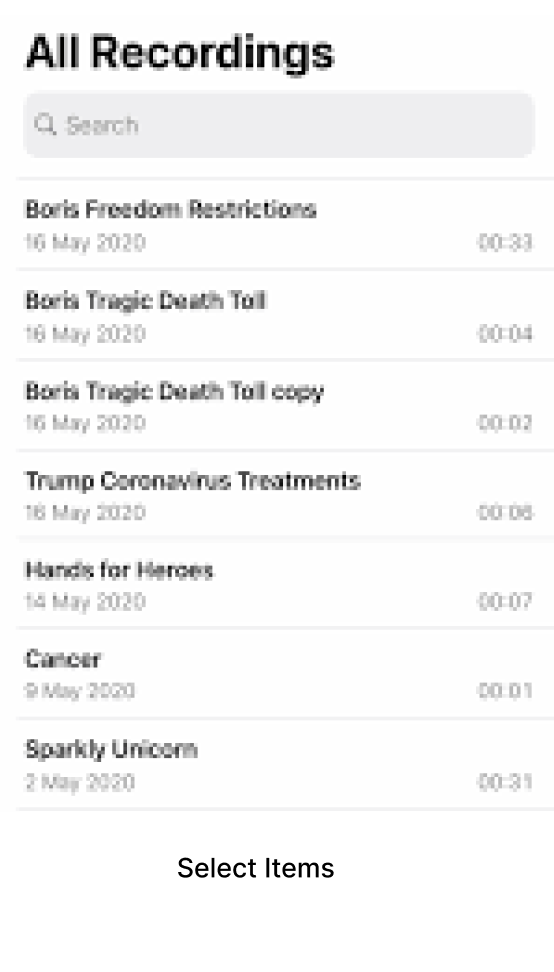 All Recordings
Search
Boris Freedom Restrictions
16 May 2020 00:33
Boris Tragic Death Toll
16 May 2020 00:04
Boris Tragic Death Toll copy
16 May 2020 00:02
Trump Coronavirus Treatments
16 May 2020 00:06
Hands for Heroes
14 May 2020 00:07
Cancer
9 May 2020 00:01
Sparkly Unicorn
2 May 2020 00:31
Select Items